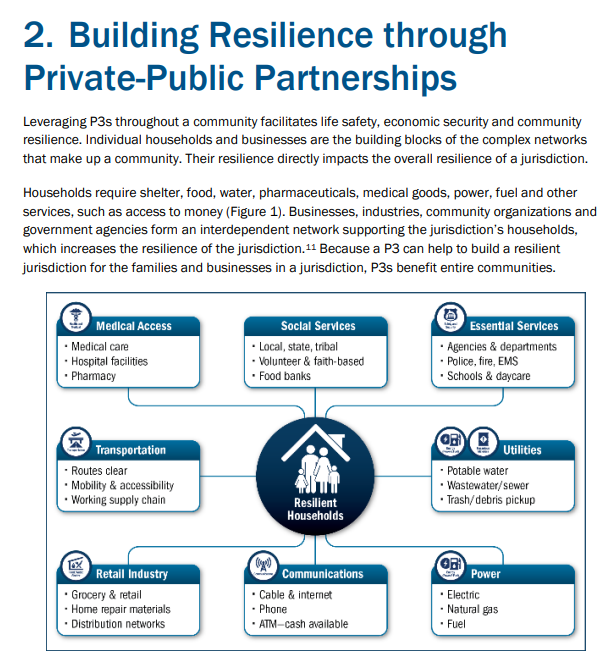 2. Building Resilience through
Private-Public Partnerships
Leveraging P3s throughout a community facilitates life safety, economic security and community
resilience. Individual households and businesses are the building blocks of the complex networks
that make up a community. Their resilience directly impacts the overall resilience of a jurisdiction.
Households require shelter, food, water, pharmaceuticals, medical goods, power, fuel and other
services, such as access to money (Figure 1). Businesses, industries, community organizations and
government agencies form an interdependent network supporting the jurisdiction's households,
which increases the resilience of the jurisdiction.¹¹ Because a P3 can help to build a resilient
jurisdiction for the families and businesses in a jurisdiction, P3s benefit entire communities.
Medical Access
• Medical care
• Hospital facilities
• Pharmacy
Social Services
• Local, state, tribal
• Volunteer & faith-based
• Food banks
Essential Services
• Agencies & departments
• Police, fire, EMS
• Schools & daycare
Transportation
• Routes clear
• Mobility & accessibility
• Working supply chain
Resilient
Households
Utilities
• Potable water
• Wastewater/sewer
• Trash/debris pickup
Retail Industry
• Grocery & retail
• Home repair materials
• Distribution networks
Communications
• Cable & internet
• Phone
• ATM—cash available
Power
• Electric
• Natural gas
• Fuel